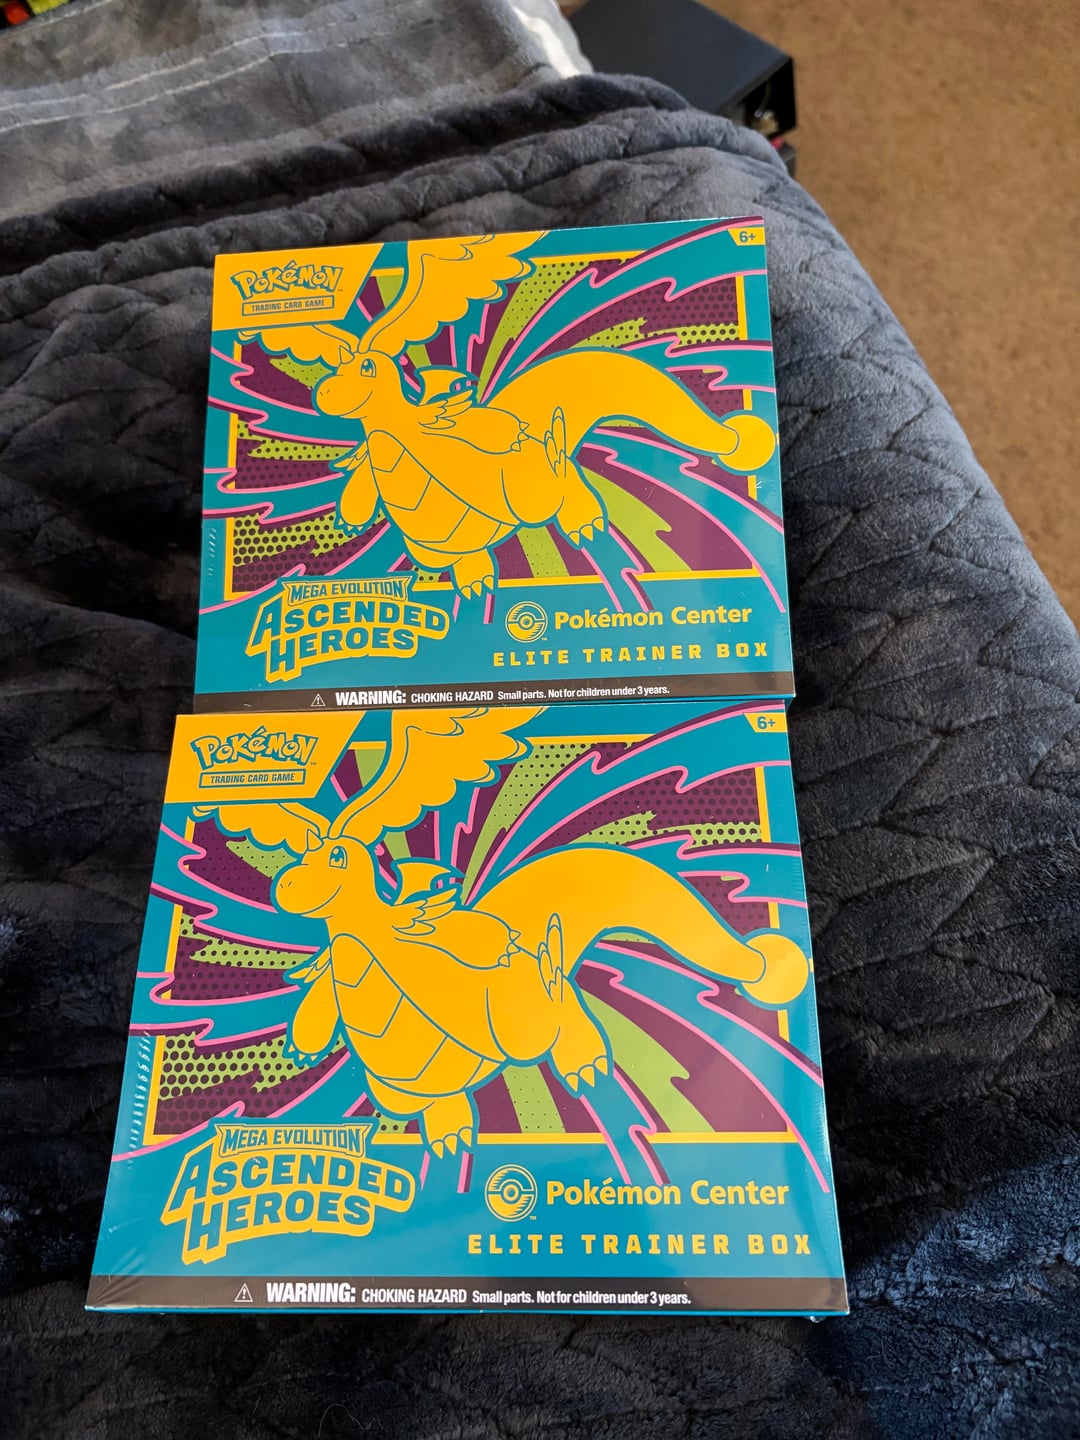 6+
POKéMON
TRADING CARD GAME
MEGA EVOLUTION
ASCENDED
HEROES
Pokémon Center
ELITE TRAINER BOX
WARNING: CHOKING HAZARD Small parts. Not for children under 3 years.
6+
POKéMON
TRADING CARD GAME
MEGA EVOLUTION
ASCENDED
HEROES
Pokémon Center
ELITE TRAINER BOX
WARNING: CHOKING HAZARD Small parts. Not for children under 3 years.